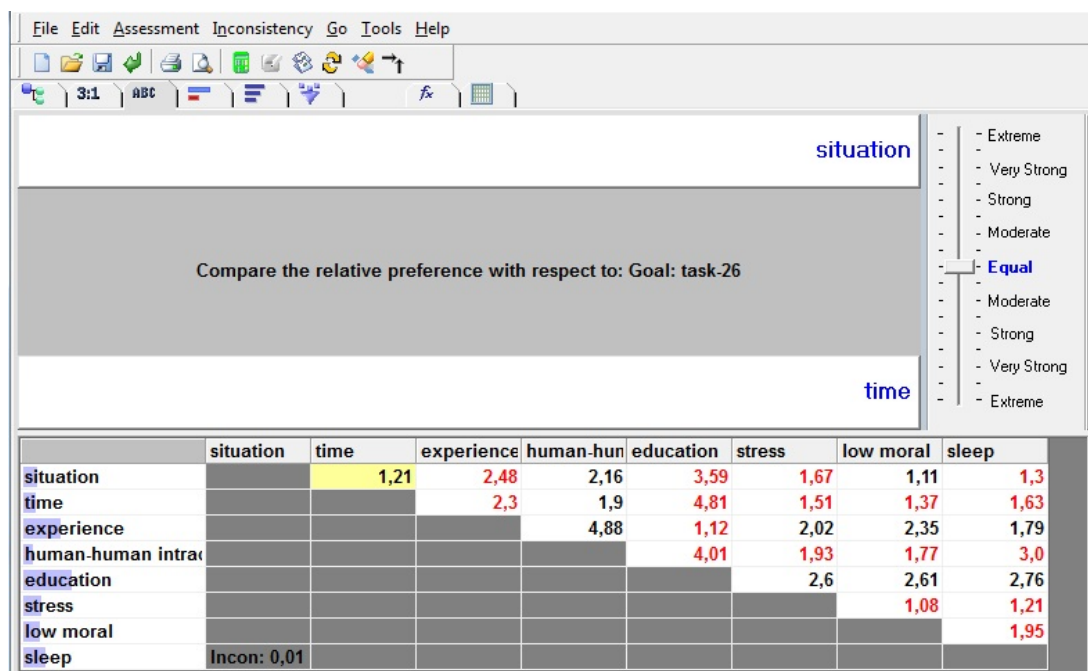 File Edit Assessment Inconsistency Go Tools Help
3:1 ABC fx
situation
Compare the relative preference with respect to: Goal: task-26
time
Extreme
Very Strong
Strong
Moderate
Equal
Moderate
Strong
Very Strong
Extreme
situation time experience human-hun education stress low moral sleep
situation 1,21 2,48 2,16 3,59 1,67 1,11 1,3
time 2,3 1,9 4,81 1,51 1,37 1,63
experience 4,88 1,12 2,02 2,35 1,79
human-human intrac 4,01 1,93 1,77 3,0
education 2,6 2,61 2,76
stress 1,08 1,21
low moral 1,95
sleep Incon: 0,01